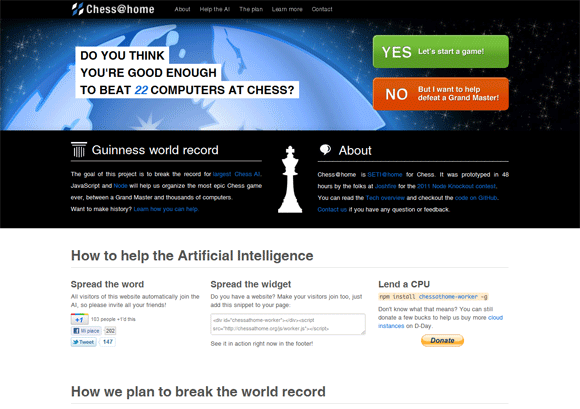 Chess@home
About Help the AI The plan Learn more Contact
DO YOU THINK
YOU'RE GOOD ENOUGH
TO BEAT 22 COMPUTERS AT CHESS?
YES Let's start a game!
NO But I want to help
defeat a Grand Master!
Guinness world record
The goal of this project is to break the record for largest Chess AI.
JavaScript and Node will help us organize the most epic Chess game
ever, between a Grand Master and thousands of computers.
Want to make history? Learn how you can help
About
Chess@home is SETI@home for Chess. It was prototyped in 48
hours by the folks at Joshfire for the 2011 Node Knockout contest.
You can read the Tech overview and checkout the code on GitHub.
Contact us if you have any question or feedback.
How to help the Artificial Intelligence
Spread the word
All visitors of this website automatically join the
AI, so please invite all your friends!
+1 103 people +1'd this
Mi piace 202
Tweet 147
Spread the widget
Do you have a website? Make your visitors join too, just
add this snippet to your page:
<div id="chessathome-worker"></div><script
src="http://chessathome.org/js/worker.js"></script>
See it in action right now in the footer!
Lend a CPU
npm install chessathome-worker -g
Don't know what that means? You can still
donate a few bucks to help us buy more cloud
instances on D-Day.
Donate
How we plan to break the world record